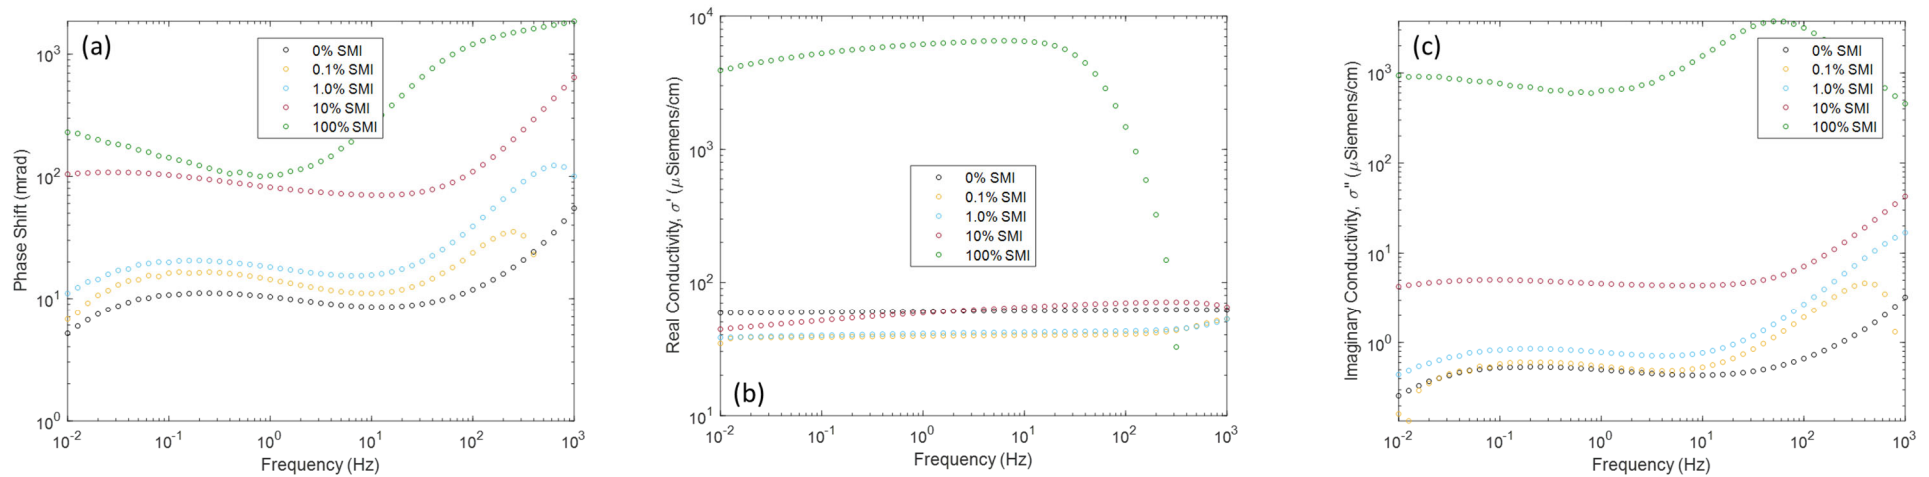 (a)
0% SMI
0.1% SMI
1.0% SMI
10% SMI
100% SMI
10³
10²
10¹
10⁰
Phase Shift (mrad)
10⁻² 10⁻¹ 10⁰ 10¹ 10² 10³
Frequency (Hz)
10⁴
10³
10²
10¹
Real Conductivity, σ' (μSiemens/cm)
0% SMI
0.1% SMI
1.0% SMI
10% SMI
100% SMI
(b)
10⁻² 10⁻¹ 10⁰ 10¹ 10² 10³
Frequency (Hz)
(c)
0% SMI
0.1% SMI
1.0% SMI
10% SMI
100% SMI
10³
10²
10¹
10⁰
Imaginary Conductivity, σ" (μSiemens/cm)
10⁻² 10⁻¹ 10⁰ 10¹ 10² 10³
Frequency (Hz)